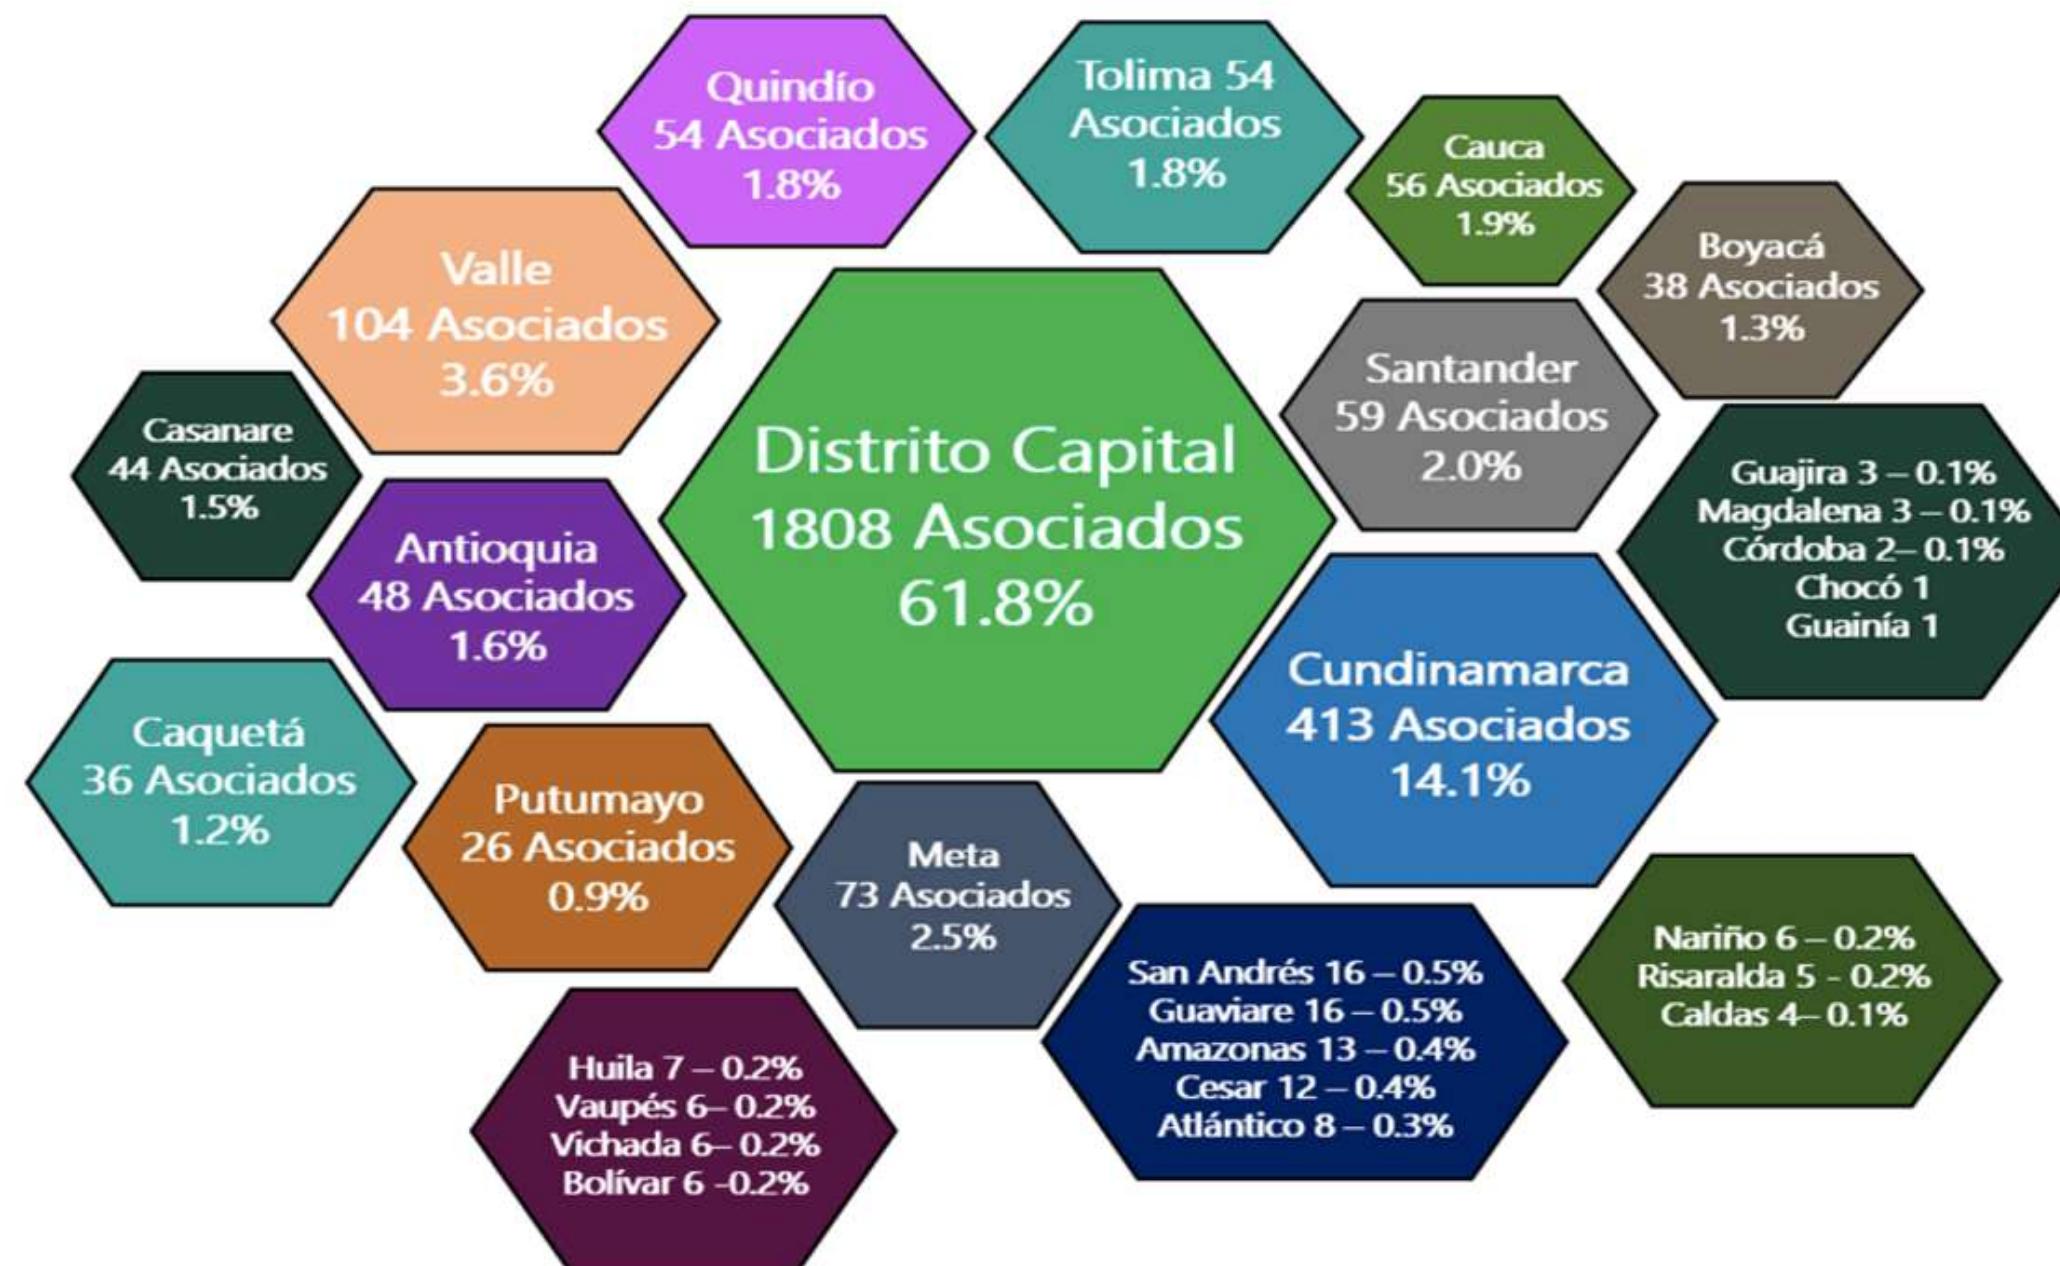 Quindío
54 Asociados
1.8%
Tolima 54
Asociados
1.8%
Cauca
56 Asociados
1.9%
Boyacá
38 Asociados
1.3%
Valle
104 Asociados
3.6%
Santander
59 Asociados
2.0%
Casanare
44 Asociados
1.5%
Distrito Capital
1808 Asociados
61.8%
Guajira 3 – 0.1%
Magdalena 3 – 0.1%
Córdoba 2– 0.1%
Chocó 1
Guainía 1
Antioquia
48 Asociados
1.6%
Cundinamarca
413 Asociados
14.1%
Caquetá
36 Asociados
1.2%
Putumayo
26 Asociados
0.9%
Meta
73 Asociados
2.5%
Nariño 6 – 0.2%
Risaralda 5 - 0.2%
Caldas 4– 0.1%
San Andrés 16 – 0.5%
Guaviare 16 – 0.5%
Amazonas 13 – 0.4%
Cesar 12 – 0.4%
Atlántico 8 – 0.3%
Huila 7 – 0.2%
Vaupés 6– 0.2%
Vichada 6– 0.2%
Bolívar 6 -0.2%